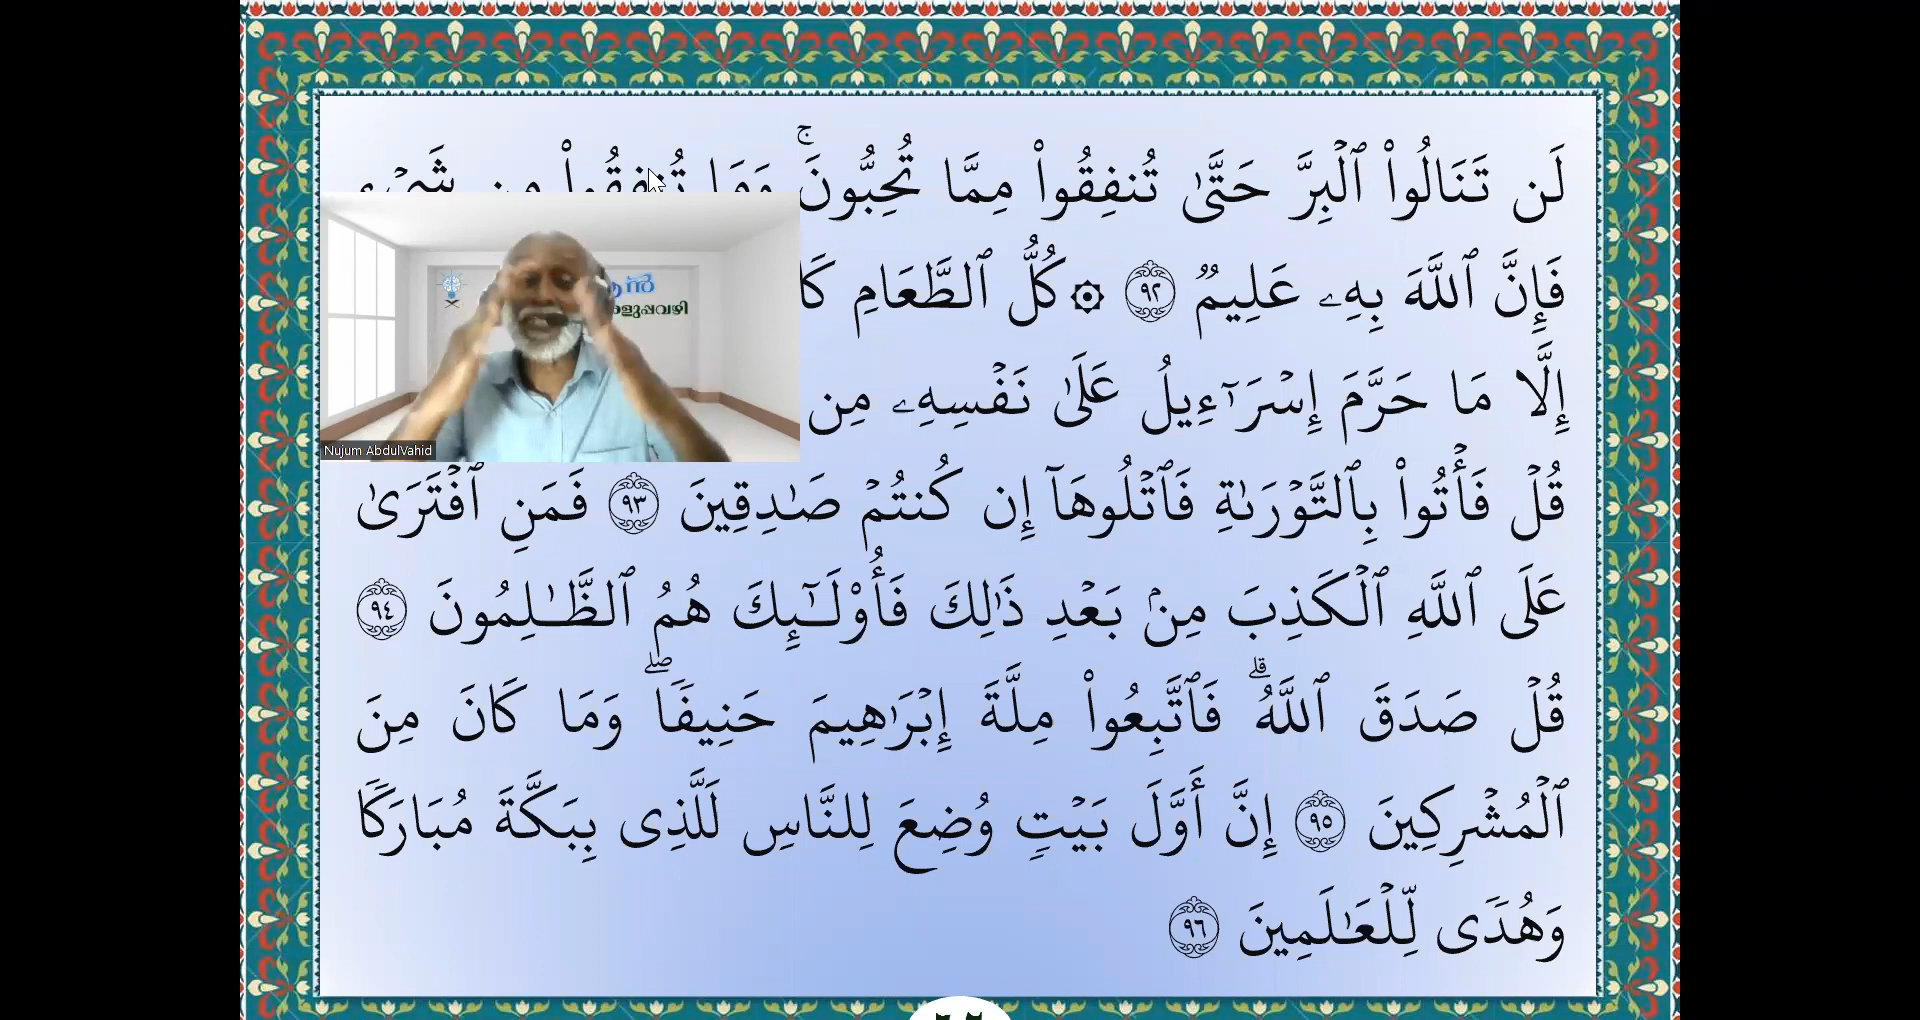 لَن تَنَالُوا۟ ٱلْبِرَّ حَتَّىٰ تُنفِقُوا۟ مِمَّا تُحِبُّونَ ۚ وَمَا تُنفِقُوا۟ مِن شَىْءٍ
فَإِنَّ ٱللَّهَ بِهِۦ عَلِيمٌ ٩٢ ۞ كُلُّ ٱلطَّعَامِ
إِلَّا مَا حَرَّمَ إِسْرَٰٓءِيلُ عَلَىٰ نَفْسِهِۦ مِن
قُلْ فَأْتُوا۟ بِٱلتَّوْرَىٰةِ فَٱتْلُوهَآ إِن كُنتُمْ صَـٰدِقِينَ ٩٣ فَمَنِ ٱفْتَرَىٰ
عَلَى ٱللَّهِ ٱلْكَذِبَ مِنۢ بَعْدِ ذَٰلِكَ فَأُو۟لَـٰٓئِكَ هُمُ ٱلظَّـٰلِمُونَ ٩٤
قُلْ صَدَقَ ٱللَّهُ ۗ فَٱتَّبِعُوا۟ مِلَّةَ إِبْرَٰهِيمَ حَنِيفًا ۖ وَمَا كَانَ مِنَ
ٱلْمُشْرِكِينَ ٩٥ إِنَّ أَوَّلَ بَيْتٍ وُضِعَ لِلنَّاسِ لَلَّذِى بِبَكَّةَ مُبَارَكًا
وَهُدًى لِّلْعَـٰلَمِينَ ٩٦
Nujum AbdulVahid